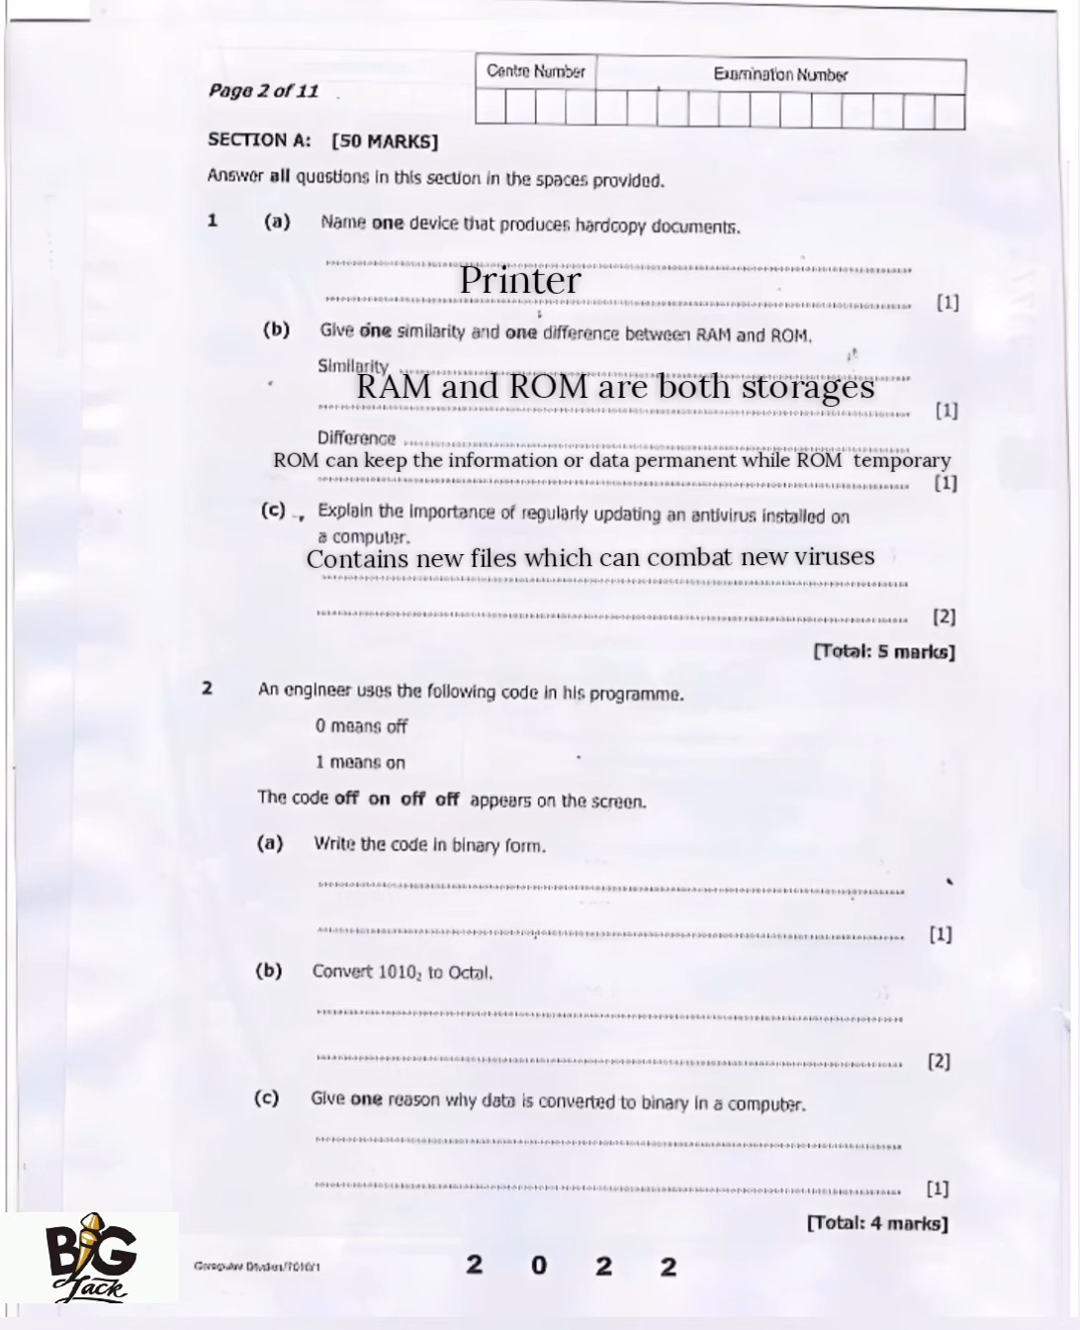 Centre Number Examination Number
Page 2 of 11
SECTION A: [50 MARKS]
Answer all questions in this section in the spaces provided.
1 (a) Name one device that produces hardcopy documents.
Printer
[1]
(b) Give one similarity and one difference between RAM and ROM.
Similarity
RAM and ROM are both storages
[1]
Difference
ROM can keep the information or data permanent while ROM temporary
[1]
(c) Explain the importance of regularly updating an antivirus installed on
a computer.
Contains new files which can combat new viruses
[2]
[Total: 5 marks]
2 An engineer uses the following code in his programme.
0 means off
1 means on
The code off on off off appears on the screen.
(a) Write the code in binary form.
[1]
(b) Convert 1010₂ to Octal.
[2]
(c) Give one reason why data is converted to binary in a computer.
[1]
[Total: 4 marks]
BIG
Jack
2 0 2 2